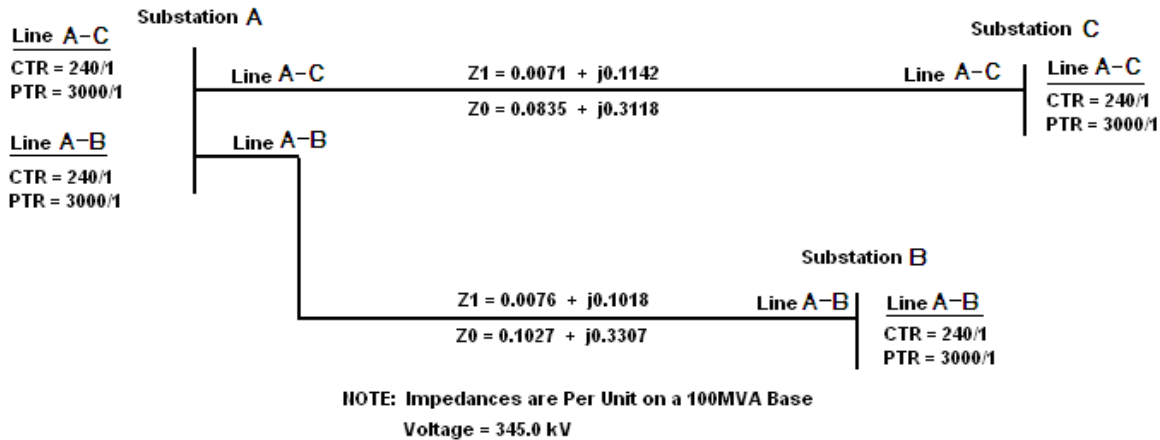 Substation A
Line A-C
CTR = 240/1
PTR = 3000/1
Line A-B
CTR = 240/1
PTR = 3000/1
Line A-C
Z1 = 0.0071 + j0.1142
Z0 = 0.0835 + j0.3118
Line A-C
Line A-B
Substation C
Line A-C
CTR = 240/1
PTR = 3000/1
Substation B
Z1 = 0.0076 + j0.1018
Z0 = 0.1027 + j0.3307
Line A-B
Line A-B
CTR = 240/1
PTR = 3000/1
NOTE: Impedances are Per Unit on a 100MVA Base
Voltage = 345.0 kV